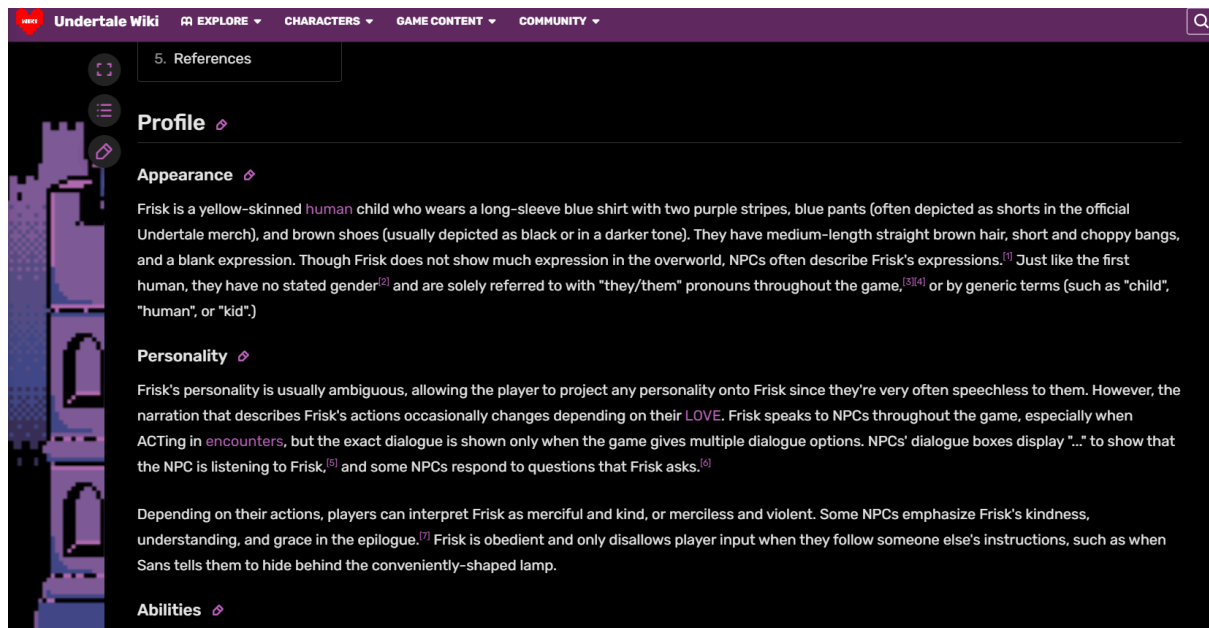 WIKI Undertale Wiki EXPLORE CHARACTERS GAME CONTENT COMMUNITY
5. References
Profile
Appearance
Frisk is a yellow-skinned human child who wears a long-sleeve blue shirt with two purple stripes, blue pants (often depicted as shorts in the official
Undertale merch), and brown shoes (usually depicted as black or in a darker tone). They have medium-length straight brown hair, short and choppy bangs,
and a blank expression. Though Frisk does not show much expression in the overworld, NPCs often describe Frisk's expressions.[1] Just like the first
human, they have no stated gender[2] and are solely referred to with "they/them" pronouns throughout the game,[3][4] or by generic terms (such as "child",
"human", or "kid".)
Personality
Frisk's personality is usually ambiguous, allowing the player to project any personality onto Frisk since they're very often speechless to them. However, the
narration that describes Frisk's actions occasionally changes depending on their LOVE. Frisk speaks to NPCs throughout the game, especially when
ACTing in encounters, but the exact dialogue is shown only when the game gives multiple dialogue options. NPCs' dialogue boxes display "..." to show that
the NPC is listening to Frisk,[5] and some NPCs respond to questions that Frisk asks.[6]
Depending on their actions, players can interpret Frisk as merciful and kind, or merciless and violent. Some NPCs emphasize Frisk's kindness,
understanding, and grace in the epilogue.[7] Frisk is obedient and only disallows player input when they follow someone else's instructions, such as when
Sans tells them to hide behind the conveniently-shaped lamp.
Abilities